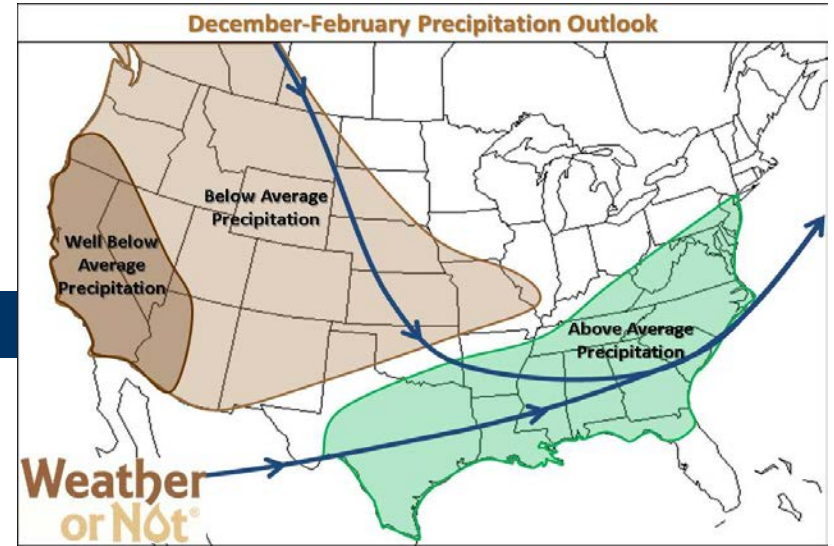 December-February Precipitation Outlook
Below Average
Precipitation
Well Below
Average
Precipitation
Above Average
Precipitation
Weather
or Not®